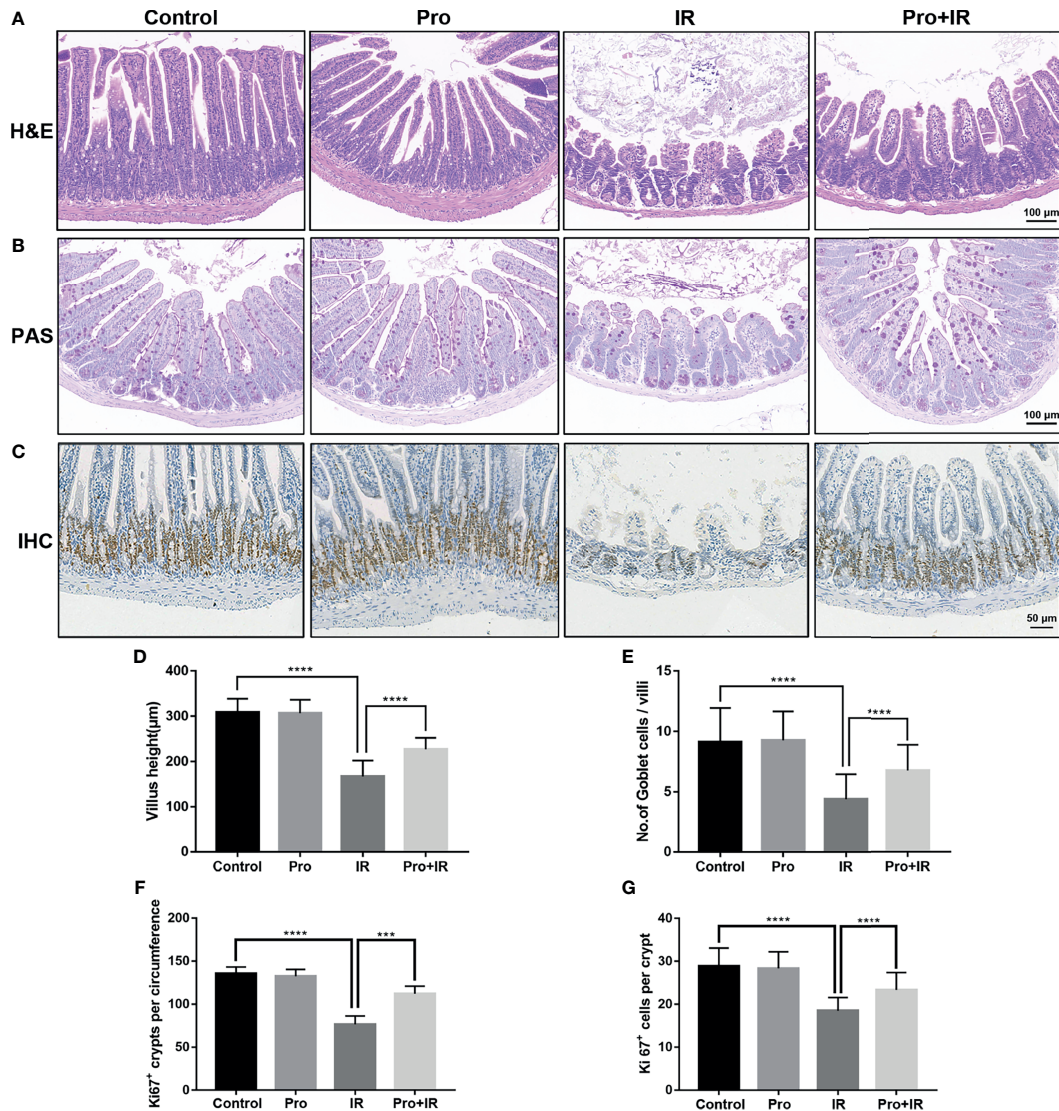 A
Control
Pro
IR
Pro+IR
H&E
100 µm
B
PAS
100 µm
C
IHC
50 µm
D
Villus height(µm)
400
300
200
100
0
****
****
Control
Pro
IR
Pro+IR
E
No.of Goblet cells / villi
15
10
5
0
****
****
Control
Pro
IR
Pro+IR
F
Ki67+ crypts per circumference
200
150
100
50
0
****
***
Control
Pro
IR
Pro+IR
G
Ki 67+ cells per crypt
40
30
20
10
0
****
****
Control
Pro
IR
Pro+IR